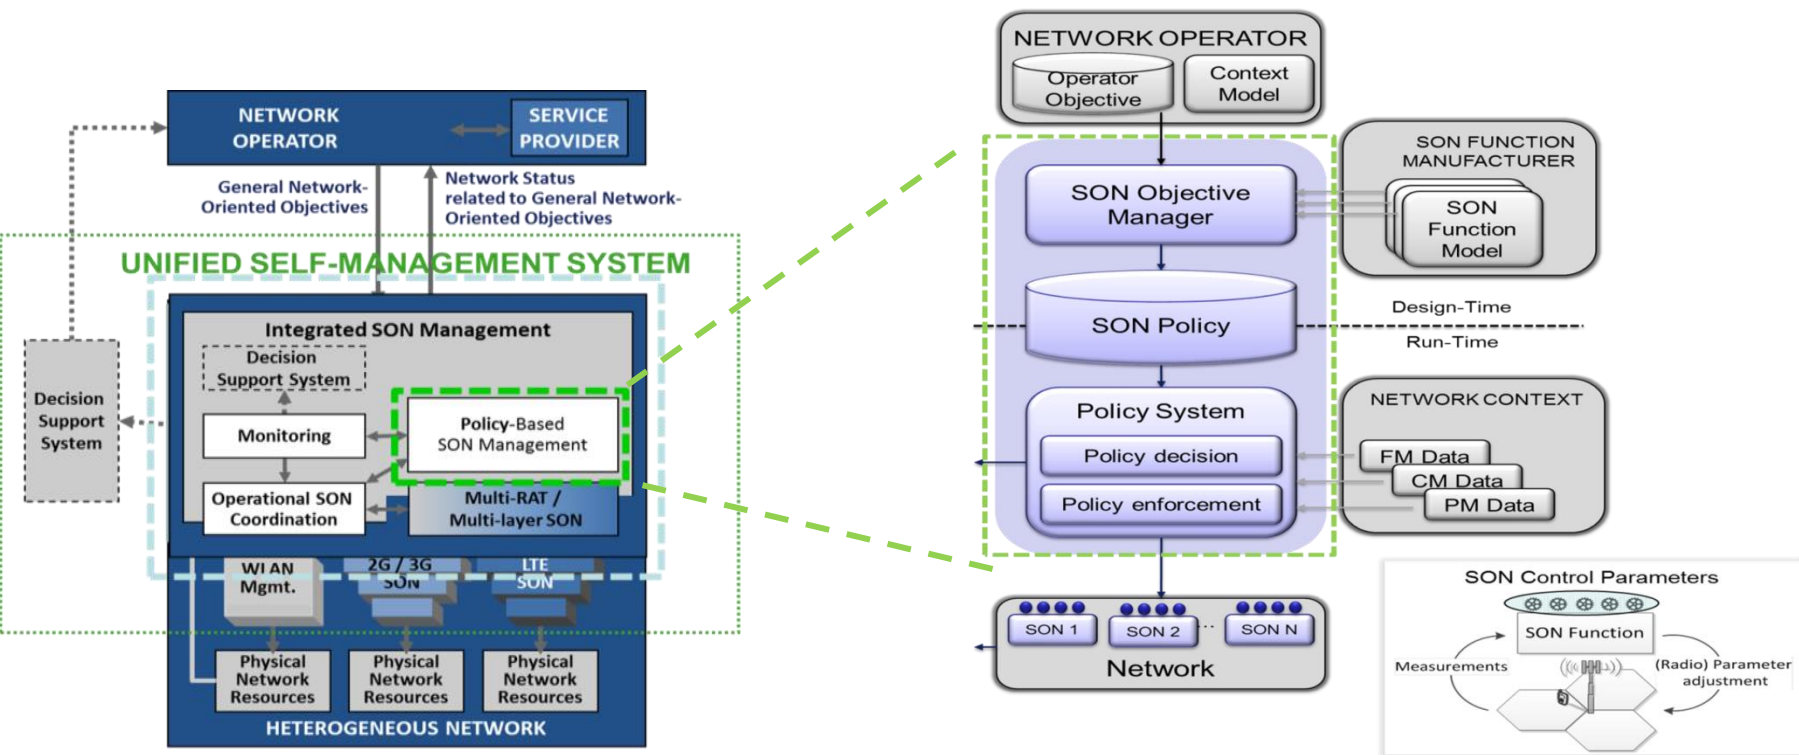 NETWORK
OPERATOR
SERVICE
PROVIDER
General Network-
Oriented Objectives
Network Status
related to General Network-
Oriented Objectives
UNIFIED SELF-MANAGEMENT SYSTEM
Integrated SON Management
Decision
Support System
Decision
Support
System
Monitoring
Policy-Based
SON Management
Operational SON
Coordination
Multi-RAT /
Multi-layer SON
WLAN
Mgmt.
2G / 3G
SON
LTE
SON
Physical
Network
Resources
Physical
Network
Resources
Physical
Network
Resources
HETEROGENEOUS NETWORK
NETWORK OPERATOR
Operator
Objective
Context
Model
SON Objective
Manager
SON FUNCTION
MANUFACTURER
SON
Function
Model
SON Policy
Design-Time
Run-Time
Policy System
Policy decision
Policy enforcement
NETWORK CONTEXT
FM Data
CM Data
PM Data
SON 1
SON 2
...
SON N
Network
SON Control Parameters
SON Function
Measurements
(Radio) Parameter
adjustment